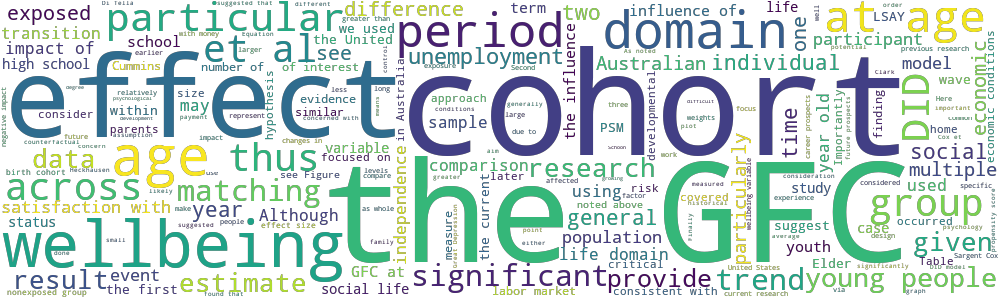 Di Tella
suggested that
different
exposed
particular
difference
term
influence of
life
at age
well
order
transition
greater than
we used
period
two
domain
one
LSAY
previous research
school
with money
Equation
the United
participant
potential
impact of
et al
see
unemployment
As noted
Second
Clark
high school
earlier
larger
control
exposure
Australian
individual
model
Cummins
number of
of interest
wave
effect
cohort
DID
economic
economic conditions
negative impact
degree
relatively
psychological
size
hypothesis
less
long
evidence
approach
conditions
generally
the influence
three
developmental
difficult
focus
time
year old
finding
Here
important
consider
within
may
payment
similar
means
sample
large
PSM
weights
plot
career prospects
importantly
future prospects
Cox et
satisfaction
development
parents
represent
concerned with
due to
aim
Schoon
work
home
future
concern
impact
changes in
independence in Australia
counterfactual
age
thus
variable
comparison
research
particularly
social
data
use
focused on
levels
compare
later
affected
growing
measured
wellbeing variable
consideration
considered
multiple
birth cohort
Heckhausen
see Figure
greater
the GFC
risk
factor
historical
study
experience
used
specific
across
likely
matching
as whole
the current
using
covered
group
propensity score
satisfaction with
make
suggested
people
effect size
family
measure
Great Depression
general
noted above
Finally
suggest
average
case
design
occurred
status
year
Although
point
population
youth
given
wellbeing
small
estimate
GFC at
either
life domain
critical
Elder
significantly
table
Sargent Cox
DID model
result
event
done
significant
provide
trend
United States
young people
nonexposed group
the first
found that
social life
labor market
consistent with
current research
via
graph